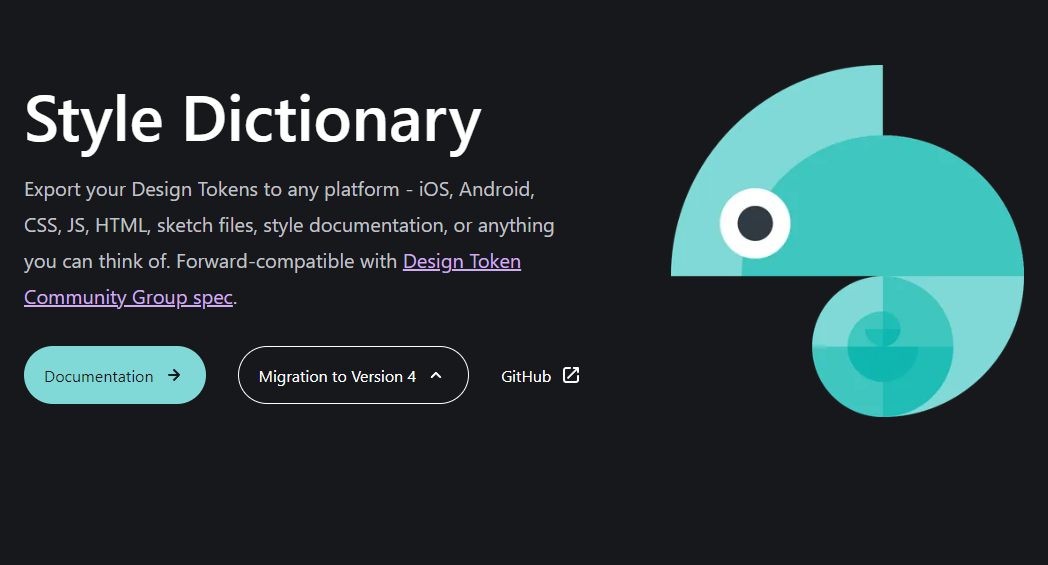 Style Dictionary
Export your Design Tokens to any platform - iOS, Android,
CSS, JS, HTML, sketch files, style documentation, or anything
you can think of. Forward-compatible with Design Token
Community Group spec.
Documentation
Migration to Version 4
GitHub